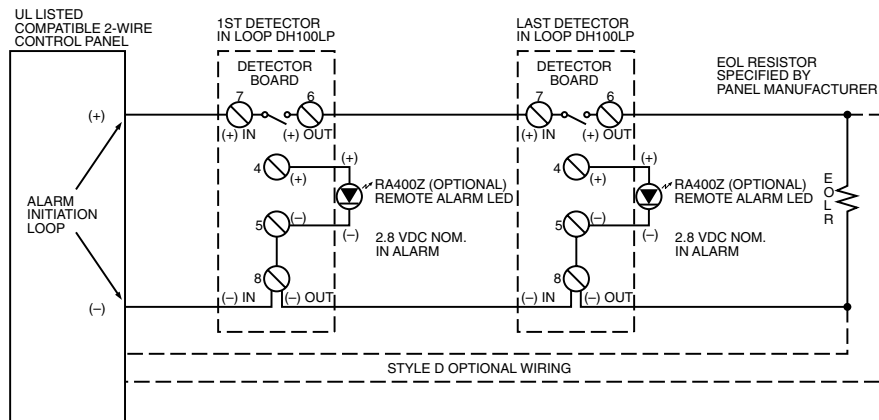 UL LISTED
COMPATIBLE 2-WIRE
CONTROL PANEL
1ST DETECTOR
IN LOOP DH100LP
LAST DETECTOR
IN LOOP DH100LP
DETECTOR
BOARD
DETECTOR
BOARD
EOL RESISTOR
SPECIFIED BY
PANEL MANUFACTURER
7
6
7
6
(+)
(+) IN
(+) OUT
(+) IN
(+) OUT
4
(+)
(+)
4
(+)
(+)
RA400Z (OPTIONAL)
REMOTE ALARM LED
RA400Z (OPTIONAL)
REMOTE ALARM LED
E
O
L
R
ALARM
INITIATION
LOOP
5
(–)
(–)
5
(–)
(–)
2.8 VDC NOM.
IN ALARM
2.8 VDC NOM.
IN ALARM
8
8
(–)
(–) IN
(–) OUT
(–) IN
(–) OUT
STYLE D OPTIONAL WIRING